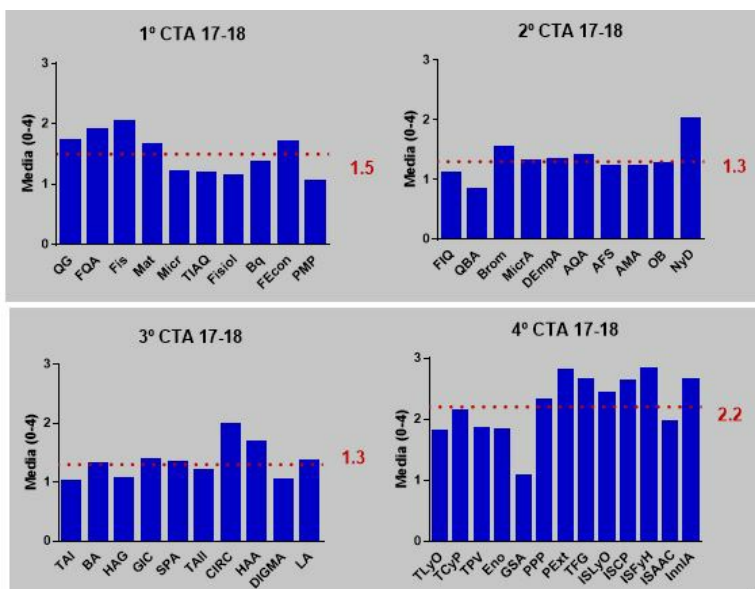 1º CTA 17-18
Media (0-4)
3
2
1
0
1.5
QG FQA Fis Mat Micr TIAQ Fisiol Bq FEcon PMP
2º CTA 17-18
Media (0-4)
3
2
1
0
1.3
FIQ QBA Brom MicrA DEmpA AQA AFS AMA OB NyD
3º CTA 17-18
Media (0-4)
3
2
1
0
1.3
TAI BA HAG GIC SPA TAII CIRC HAA DIGMA LA
4º CTA 17-18
Media (0-4)
3
2
1
0
2.2
TLyO TCyP TPV Eno GSA PPP PExt TFG ISLyO ISCP ISFyH ISAAC InnIA